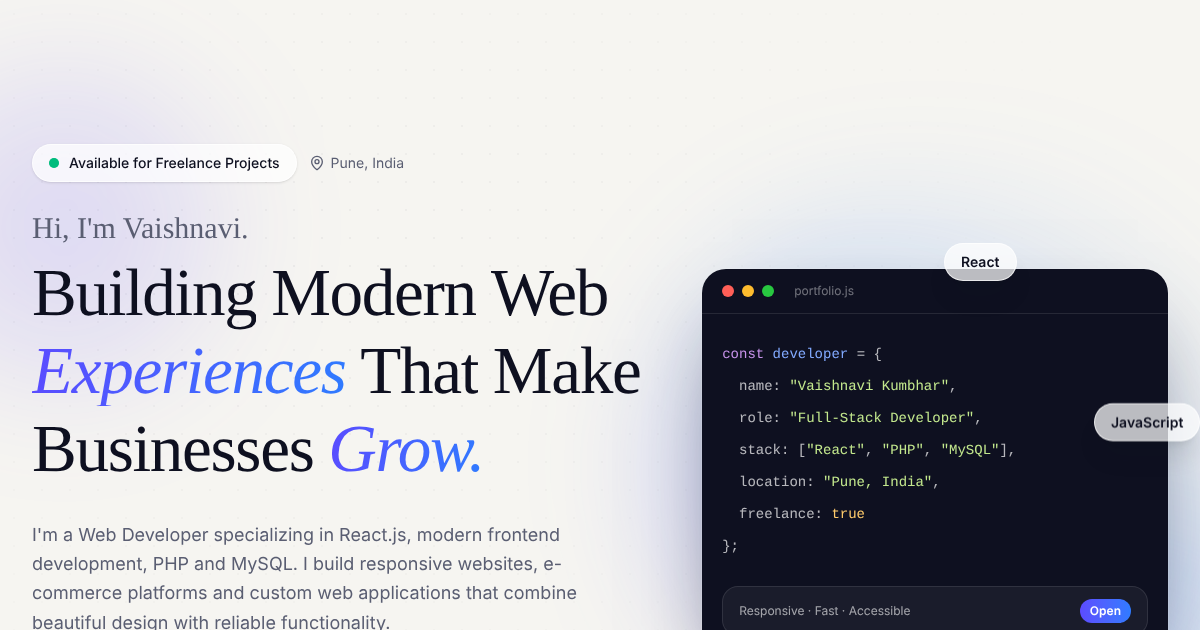 Available for Freelance Projects
Pune, India
Hi, I'm Vaishnavi.
Building Modern Web
Experiences That Make
Businesses Grow.
I'm a Web Developer specializing in React.js, modern frontend
development, PHP and MySQL. I build responsive websites, e-
commerce platforms and custom web applications that combine
beautiful design with reliable functionality.
React
portfolio.js
const developer = {
name: "Vaishnavi Kumbhar",
role: "Full-Stack Developer",
JavaScript
stack: ["React", "PHP", "MySQL"],
location: "Pune, India",
freelance: true
};
Responsive · Fast · Accessible
Open